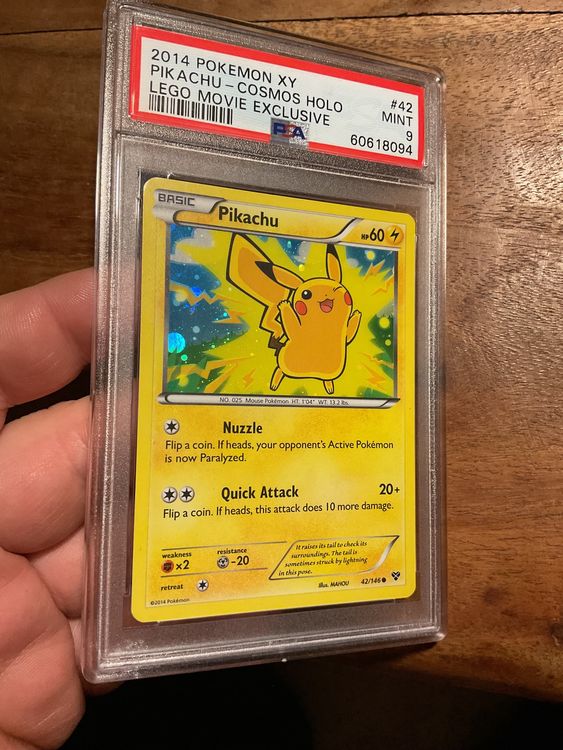 2014 POKEMON XY #42
PIKACHU - COSMOS HOLO MINT
LEGO MOVIE EXCLUSIVE 9
PSA 60618094
BASIC
Pikachu HP60
NO. 025 Mouse Pokémon HT: 1'04" WT: 13.2 lbs.
Nuzzle
Flip a coin. If heads, your opponent's Active Pokémon
is now Paralyzed.
Quick Attack 20+
Flip a coin. If heads, this attack does 10 more damage.
weakness resistance
×2 -20
retreat
It raises its tail to check its
surroundings. The tail is
sometimes struck by lightning
in this pose.
Illus. MAHOU 42/146
©2014 Pokémon
XY